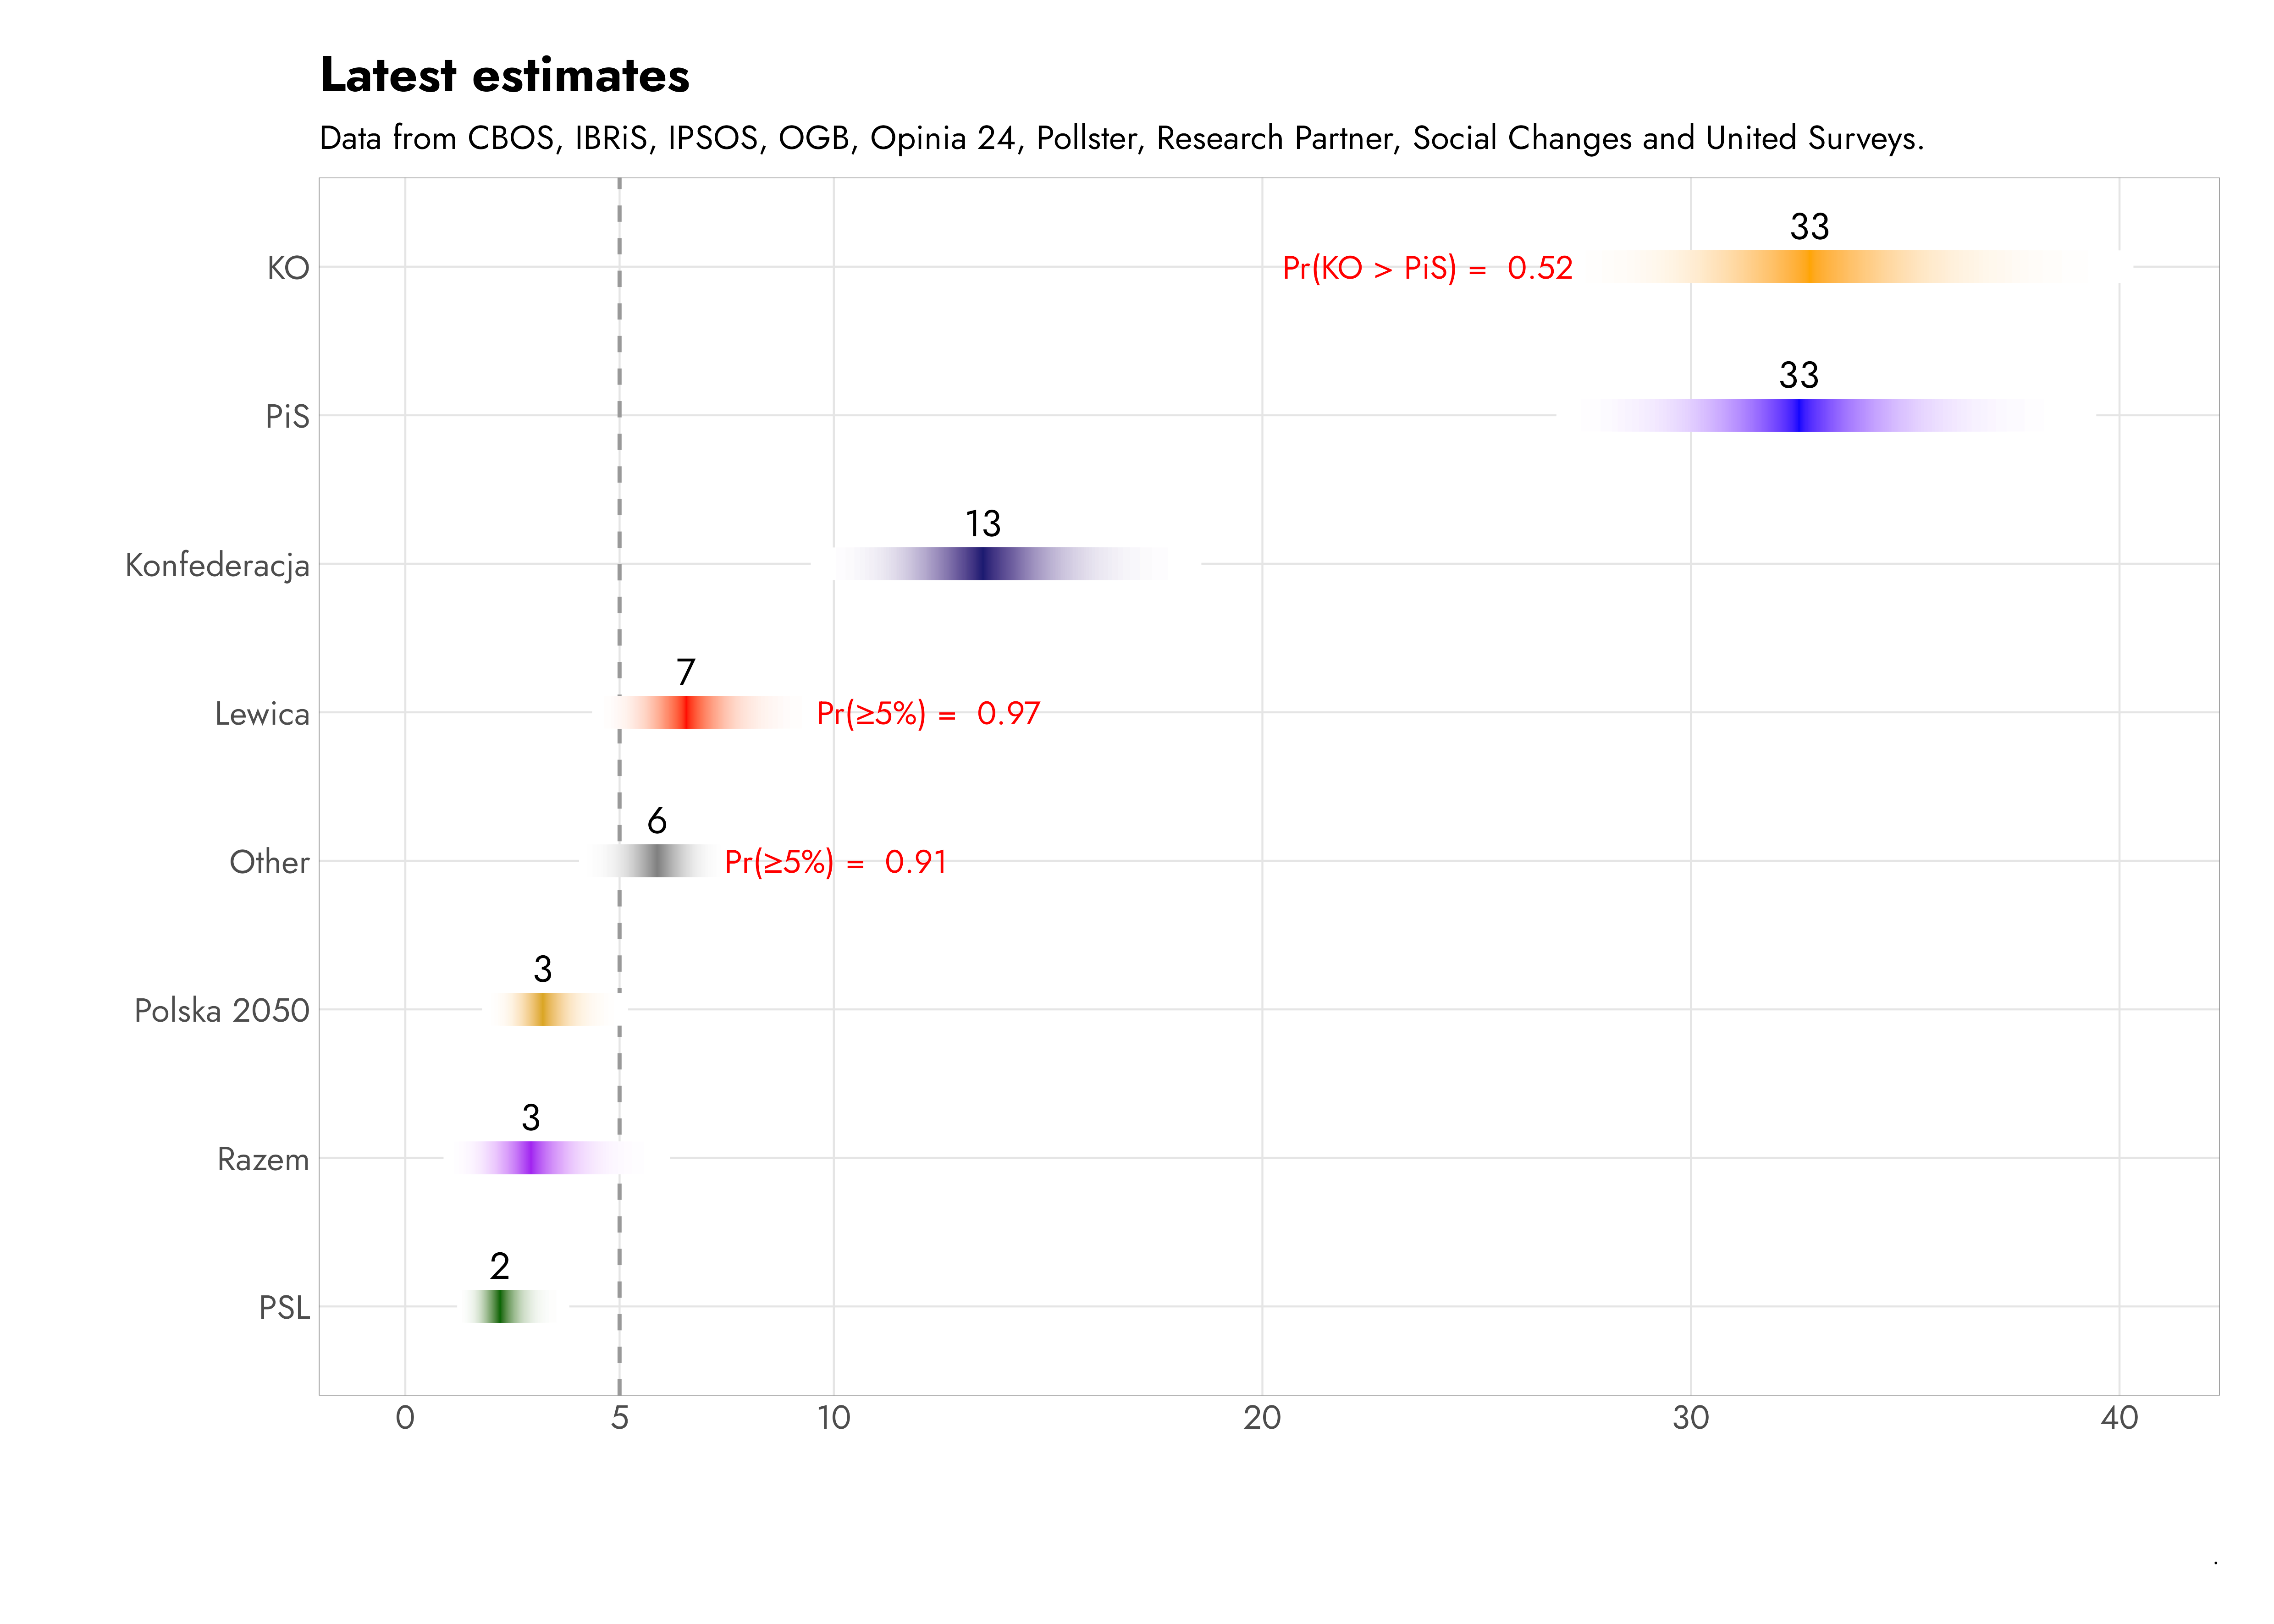 Latest estimates
Data from CBOS, IBRiS, IPSOS, OGB, Opinia 24, Pollster, Research Partner, Social Changes and United Surveys.
33
KO
Pr(KO > PiS) = 0.52
33
PiS
13
Konfederacja
7
Lewica
Pr(≥5%) = 0.97
6
Other
Pr(≥5%) = 0.91
3
Polska 2050
3
Razem
2
PSL
0 5 10 20 30 40
.